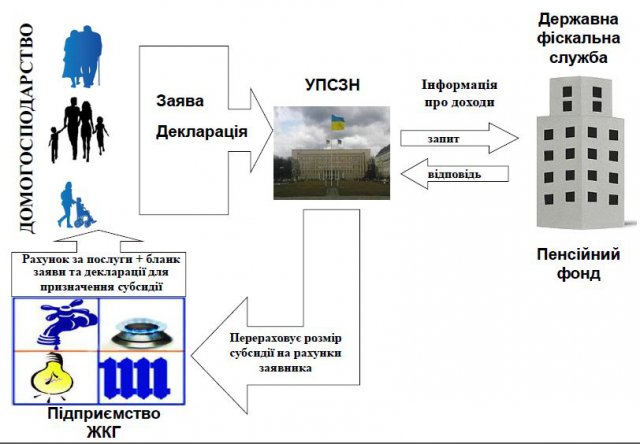 ДОМОГОСПОДАРСТВО
Заява
Декларація
УПСЗН
Інформація
про доходи
запит
відповідь
Державна
фіскальна
служба
Пенсійний
фонд
Рахунок за послуги + бланк
заяви та декларації для
призначення субсидії
Перераховує розмір
субсидії на рахунки
заявника
Підприємство
ЖКГ